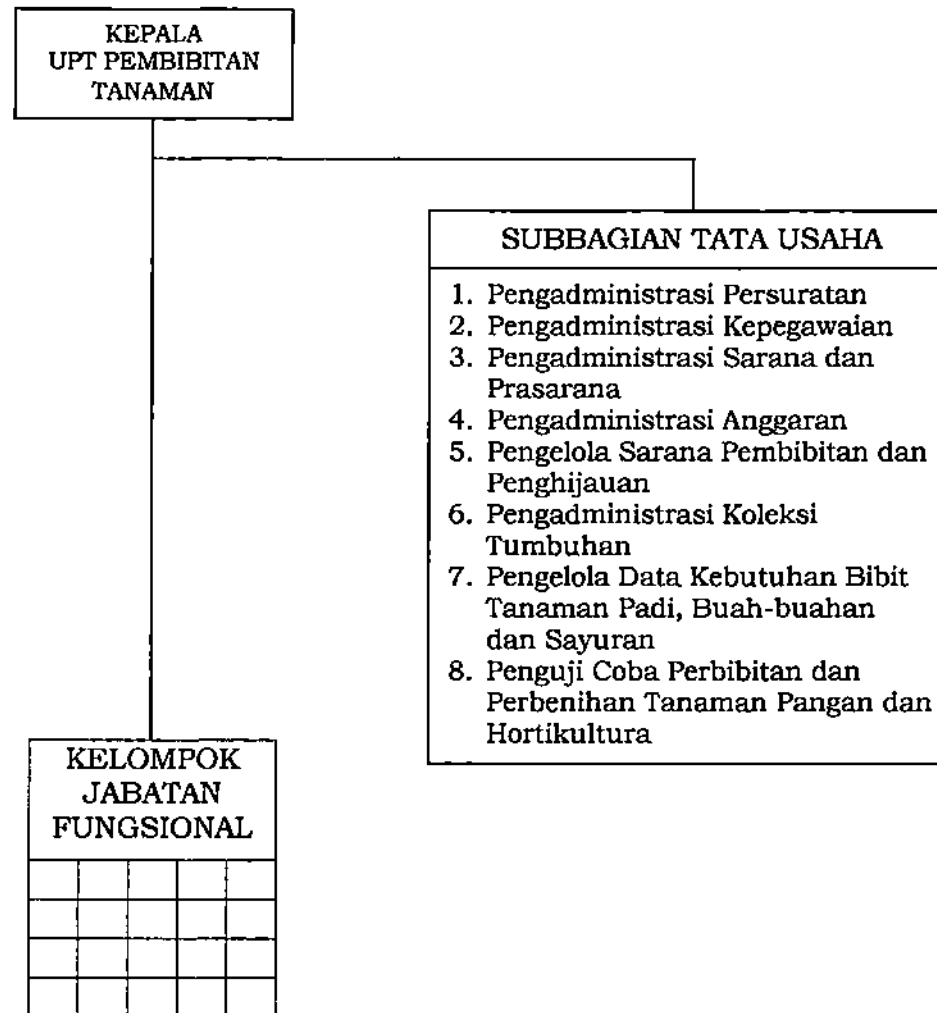 KEPALA
UPT PEMBIBITAN
TANAMAN
SUBBAGIAN TATA USAHA
1. Pengadministrasi Persuratan
2. Pengadministrasi Kepegawaian
3. Pengadministrasi Sarana dan
Prasarana
4. Pengadministrasi Anggaran
5. Pengelola Sarana Pembibitan dan
Penghijauan
6. Pengadministrasi Koleksi
Tumbuhan
7. Pengelola Data Kebutuhan Bibit
Tanaman Padi, Buah-buahan
dan Sayuran
8. Penguji Coba Perbibitan dan
Perbenihan Tanaman Pangan dan
Hortikultura
KELOMPOK
JABATAN
FUNGSIONAL